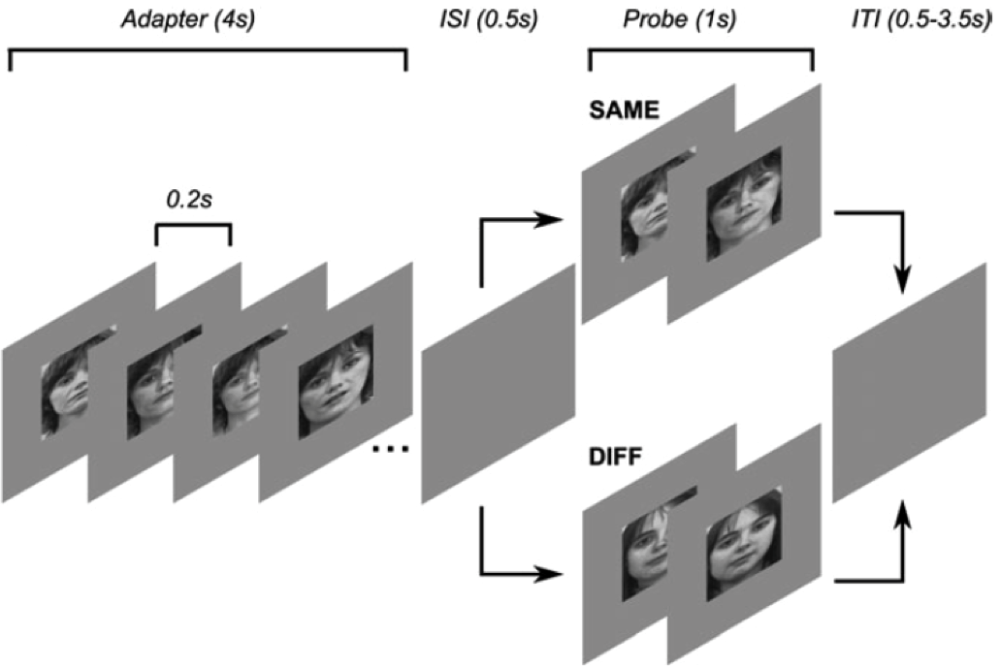 Adapter (4s)
ISI (0.5s)
Probe (1s)
ITI (0.5-3.5s)
SAME
0.2s
...
DIFF